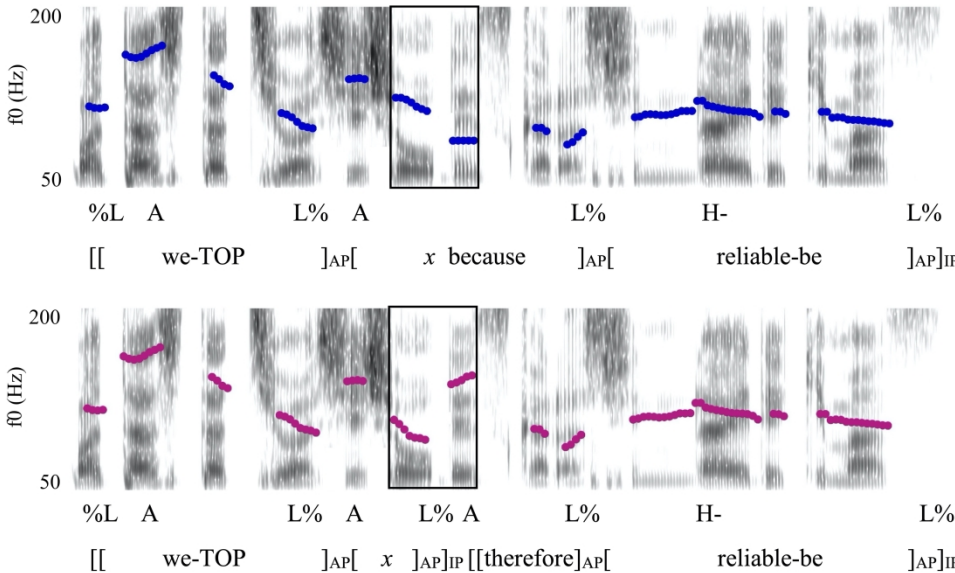 200
f0 (Hz)
50
%L A L% A L% H- L%
[[ we-TOP ]AP[ x because ]AP[ reliable-be ]AP]IP
200
f0 (Hz)
50
%L A L% A L% A L% H- L%
[[ we-TOP ]AP[ x ]AP]IP [[therefore]AP[ reliable-be ]AP]IP